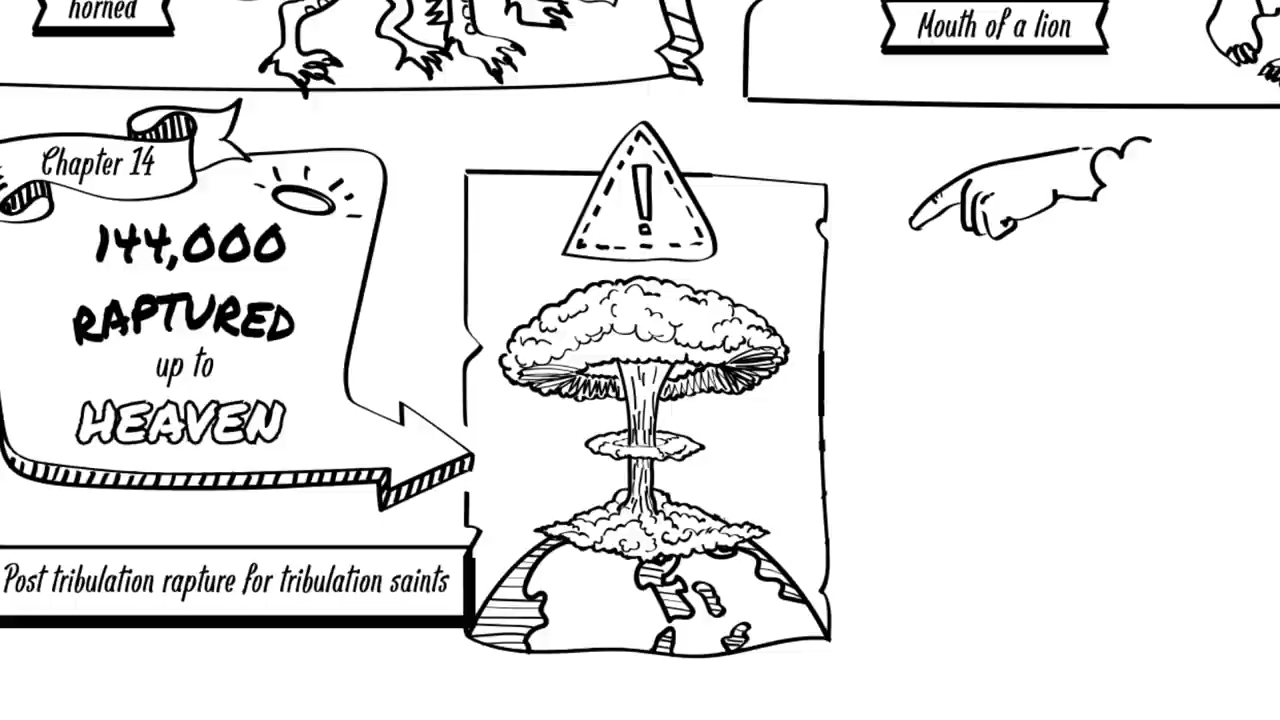 horned
Mouth of a lion
Chapter 14
144,000
RAPTURED
up to
HEAVEN
!
Post tribulation rapture for tribulation saints